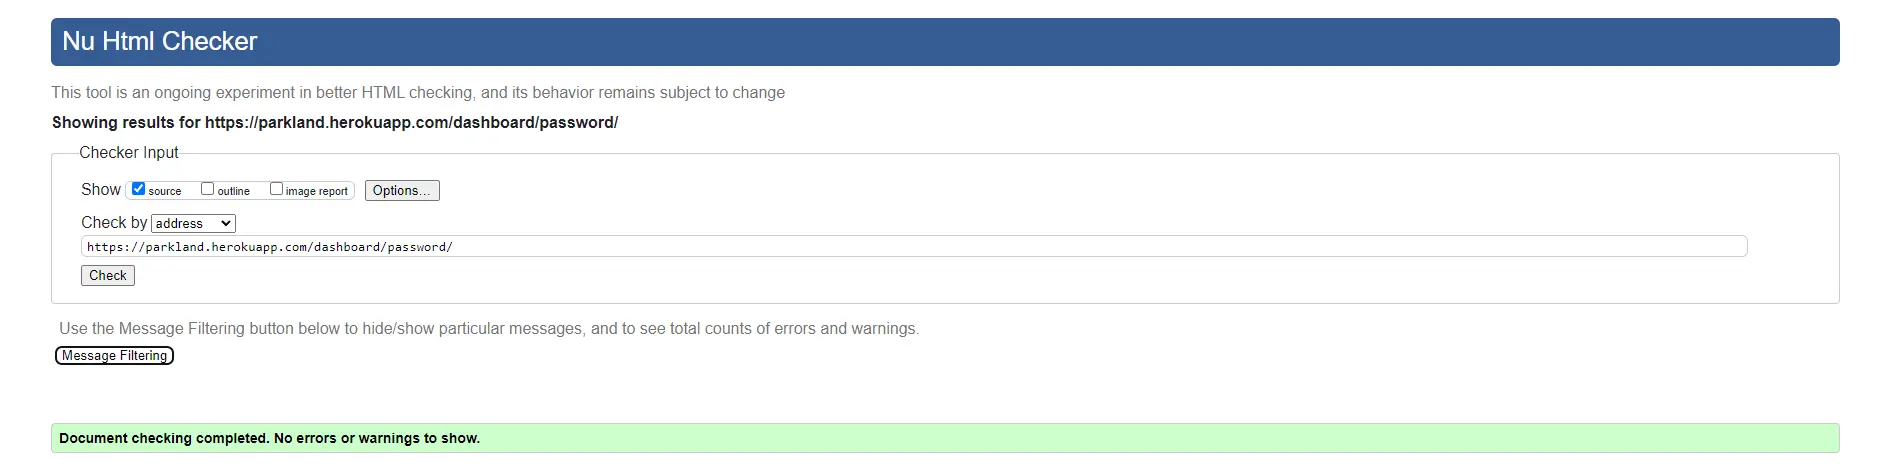 Nu Html Checker
This tool is an ongoing experiment in better HTML checking, and its behavior remains subject to change
Showing results for https://parkland.herokuapp.com/dashboard/password/
Checker Input
Show source outline image report Options...
Check by address
https://parkland.herokuapp.com/dashboard/password/
Check
Use the Message Filtering button below to hide/show particular messages, and to see total counts of errors and warnings.
Message Filtering
Document checking completed. No errors or warnings to show.